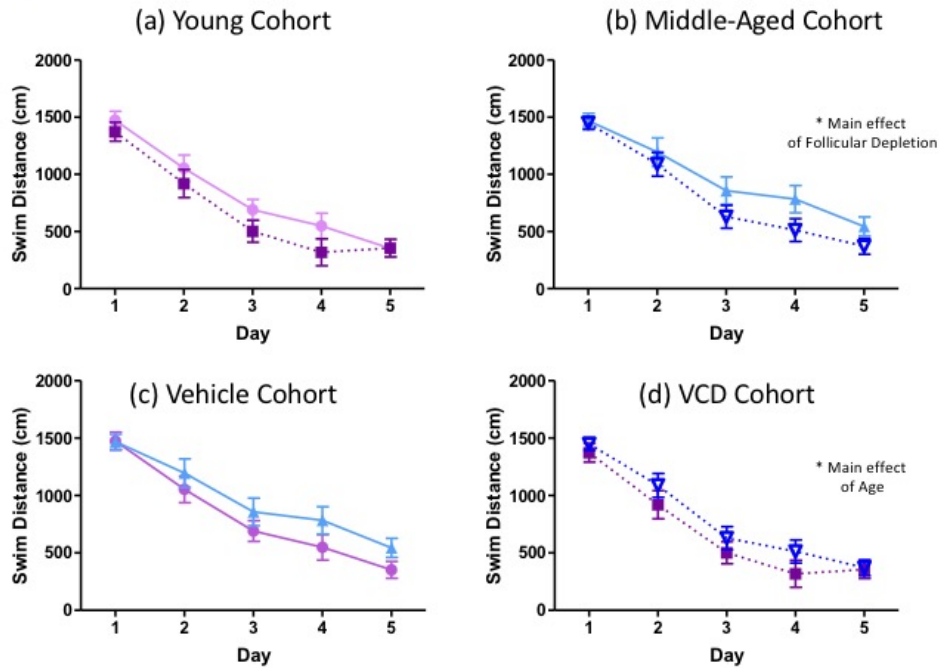 (a) Young Cohort
2000
1500
1000
500
0
Swim Distance (cm)
1
2
3
4
5
Day
(b) Middle-Aged Cohort
2000
1500
1000
500
0
Swim Distance (cm)
* Main effect
of Follicular Depletion
1
2
3
4
5
Day
(c) Vehicle Cohort
2000
1500
1000
500
0
Swim Distance (cm)
1
2
3
4
5
Day
(d) VCD Cohort
2000
1500
1000
500
0
Swim Distance (cm)
* Main effect
of Age
1
2
3
4
5
Day